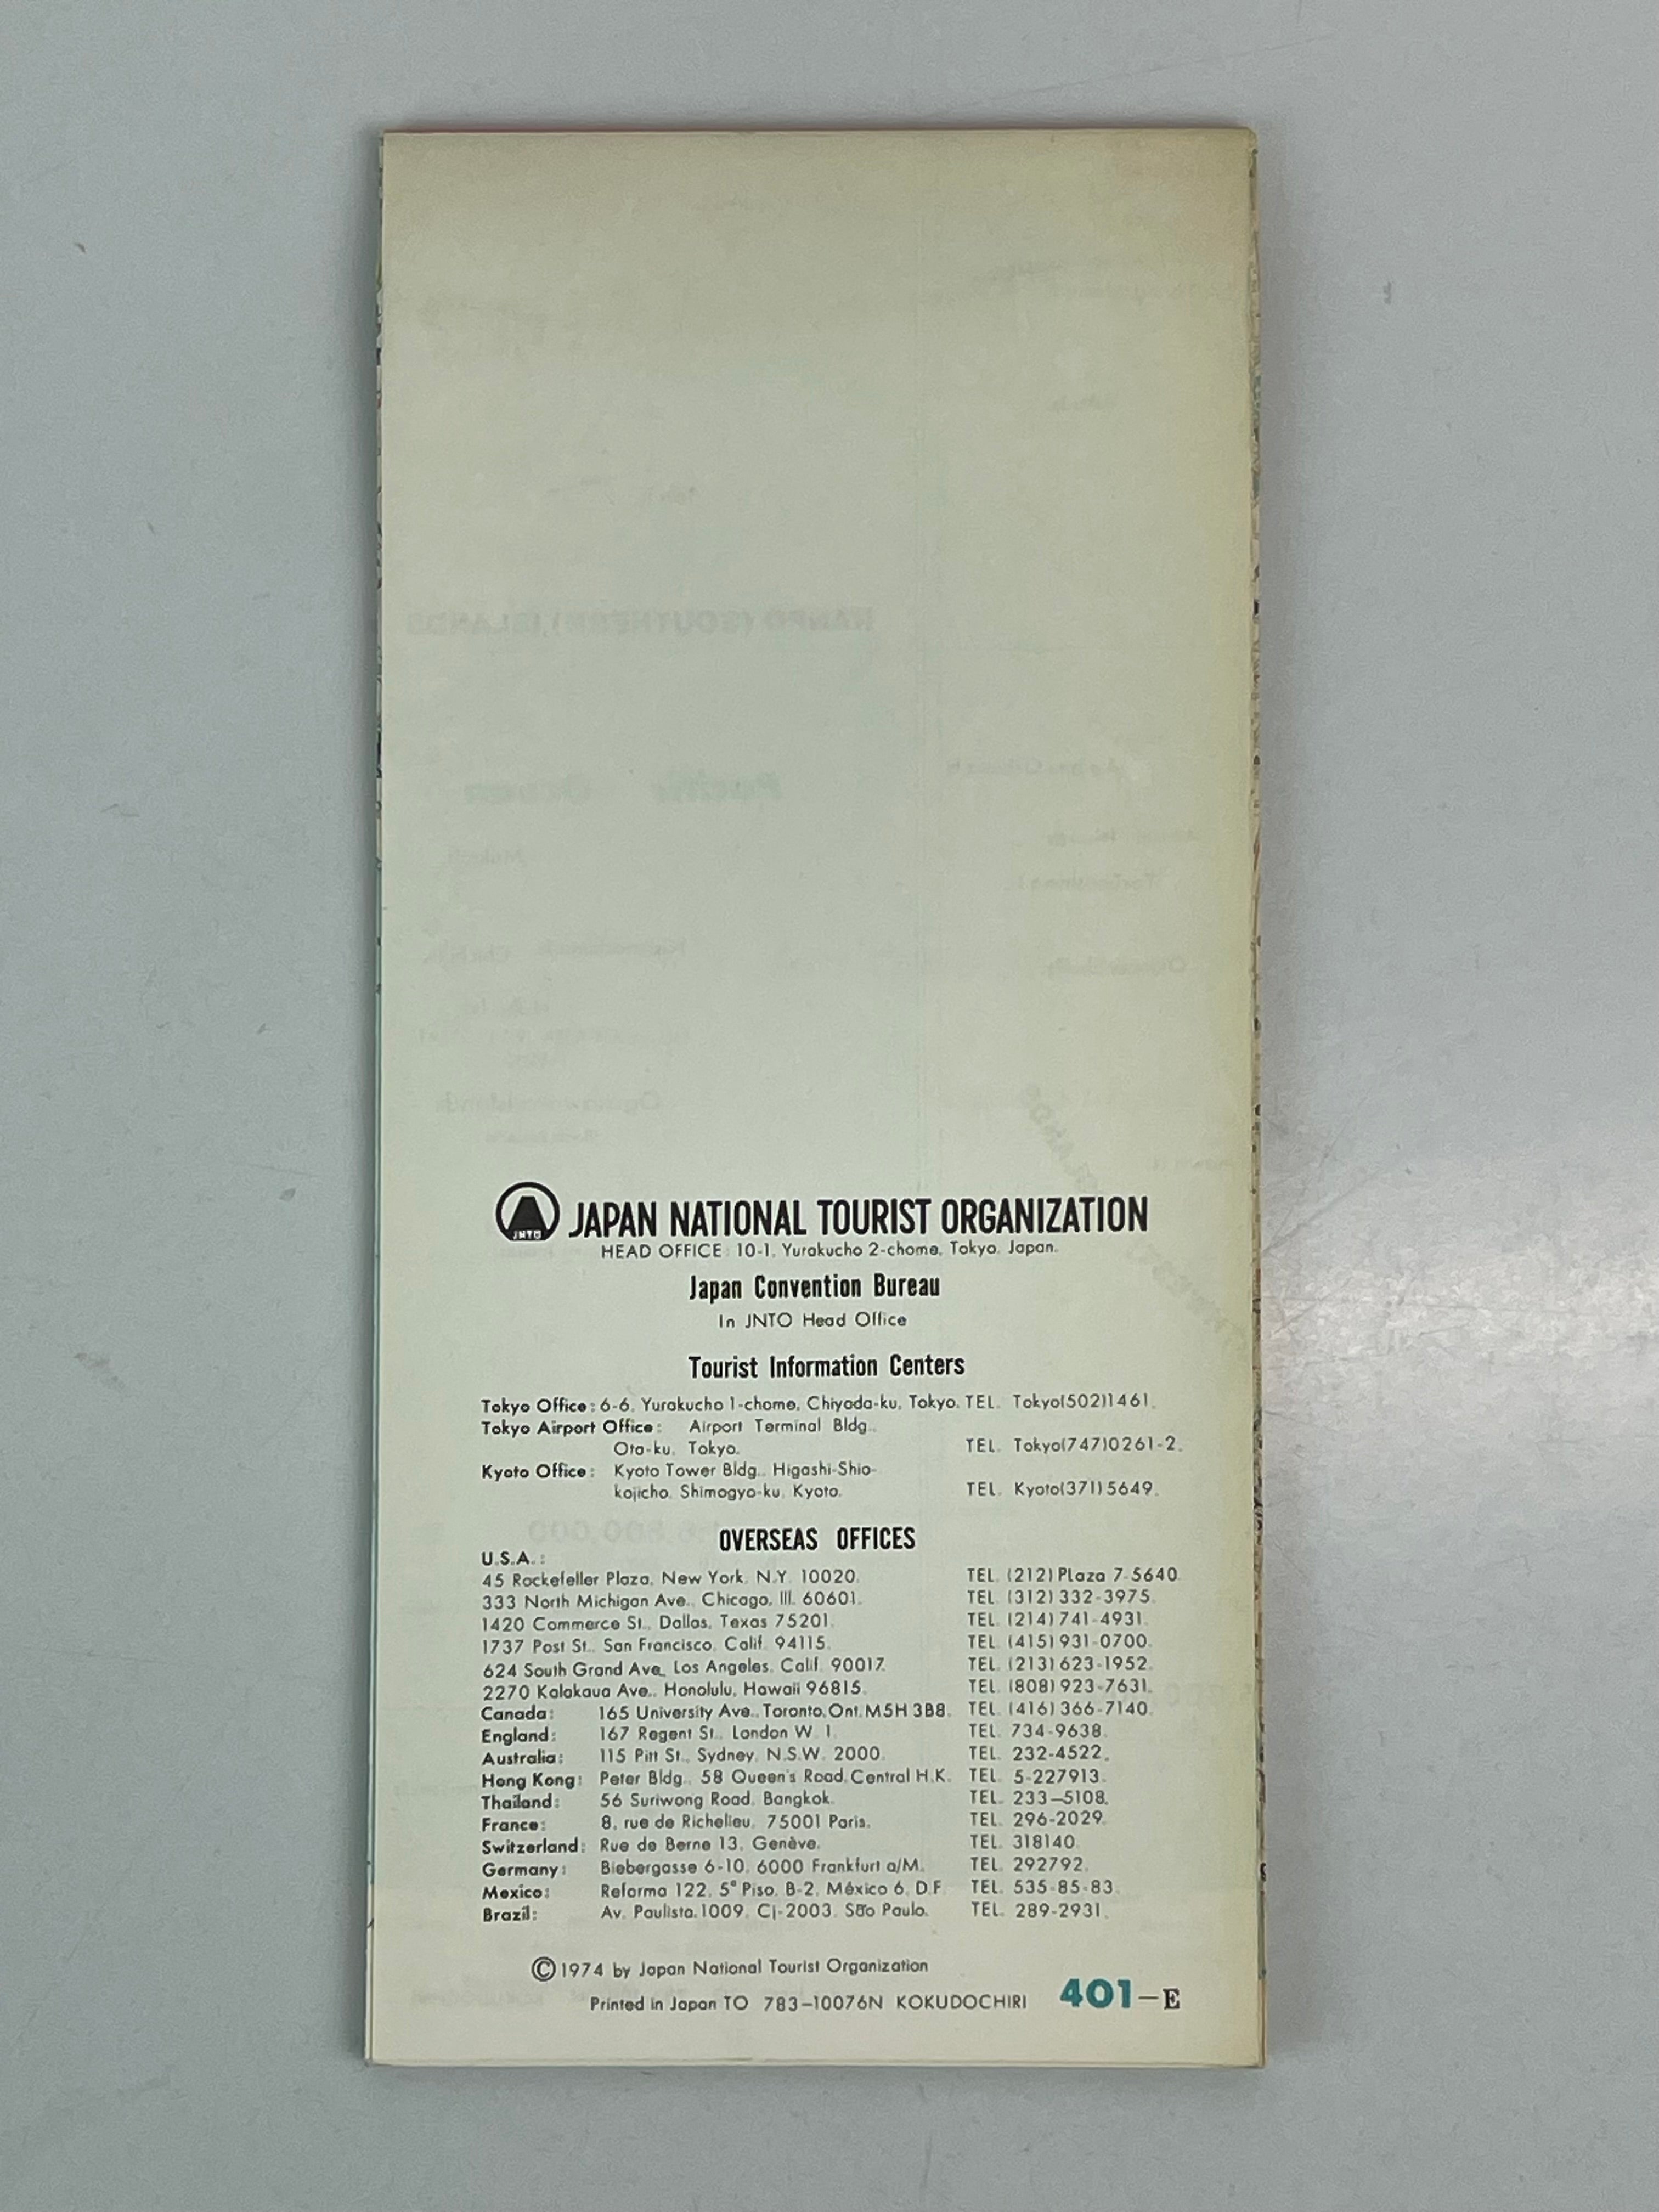 NANPO (SOUTHERN) ISLANDS
Pacific Ocean
Ogasawara Islands
JNTO
JAPAN NATIONAL TOURIST ORGANIZATION
HEAD OFFICE: 10-1, Yurakucho 2-chome, Tokyo, Japan.
Japan Convention Bureau
In JNTO Head Office
Tourist Information Centers
Tokyo Office: 6-6, Yurakucho 1-chome, Chiyoda-ku, Tokyo. TEL. Tokyo(502)1461.
Tokyo Airport Office: Airport Terminal Bldg.,
Ota-ku, Tokyo. TEL. Tokyo(747)0261-2.
Kyoto Office: Kyoto Tower Bldg., Higashi-Shio-
kojicho, Shimogyo-ku, Kyoto. TEL. Kyoto(371)5649.
OVERSEAS OFFICES
U.S.A.:
45 Rockefeller Plaza, New York, N.Y. 10020. TEL. (212) Plaza 7-5640.
333 North Michigan Ave., Chicago, Ill. 60601. TEL. (312) 332-3975.
1420 Commerce St., Dallas, Texas 75201. TEL. (214) 741-4931.
1737 Post St., San Francisco, Calif. 94115. TEL. (415) 931-0700.
624 South Grand Ave., Los Angeles, Calif. 90017. TEL. (213) 623-1952.
2270 Kalakaua Ave., Honolulu, Hawaii 96815. TEL. (808) 923-7631.
Canada: 165 University Ave., Toronto, Ont. M5H 3B8. TEL. (416) 366-7140.
England: 167 Regent St., London W. 1. TEL. 734-9638.
Australia: 115 Pitt St., Sydney, N.S.W. 2000. TEL. 232-4522.
Hong Kong: Peter Bldg., 58 Queen's Road, Central H.K. TEL. 5-227913.
Thailand: 56 Suriwong Road, Bangkok. TEL. 233–5108.
France: 8, rue de Richelieu, 75001 Paris. TEL. 296-2029.
Switzerland: Rue de Berne 13, Genève. TEL. 318140.
Germany: Biebergasse 6-10, 6000 Frankfurt a/M. TEL. 292792.
Mexico: Reforma 122, 5° Piso, B-2, México 6, D.F. TEL. 535-85-83.
Brazil: Av. Paulista, 1009, Cj-2003, São Paulo. TEL. 289-2931.
©1974 by Japan National Tourist Organization
Printed in Japan TO 783–10076N KOKUDOCHIRI 401–E